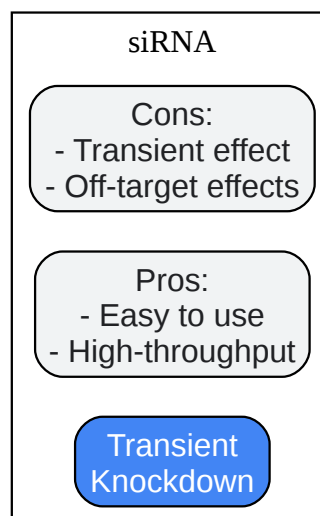 siRNA
Cons:
- Transient effect
- Off-target effects
Pros:
- Easy to use
- High-throughput
Transient
Knockdown